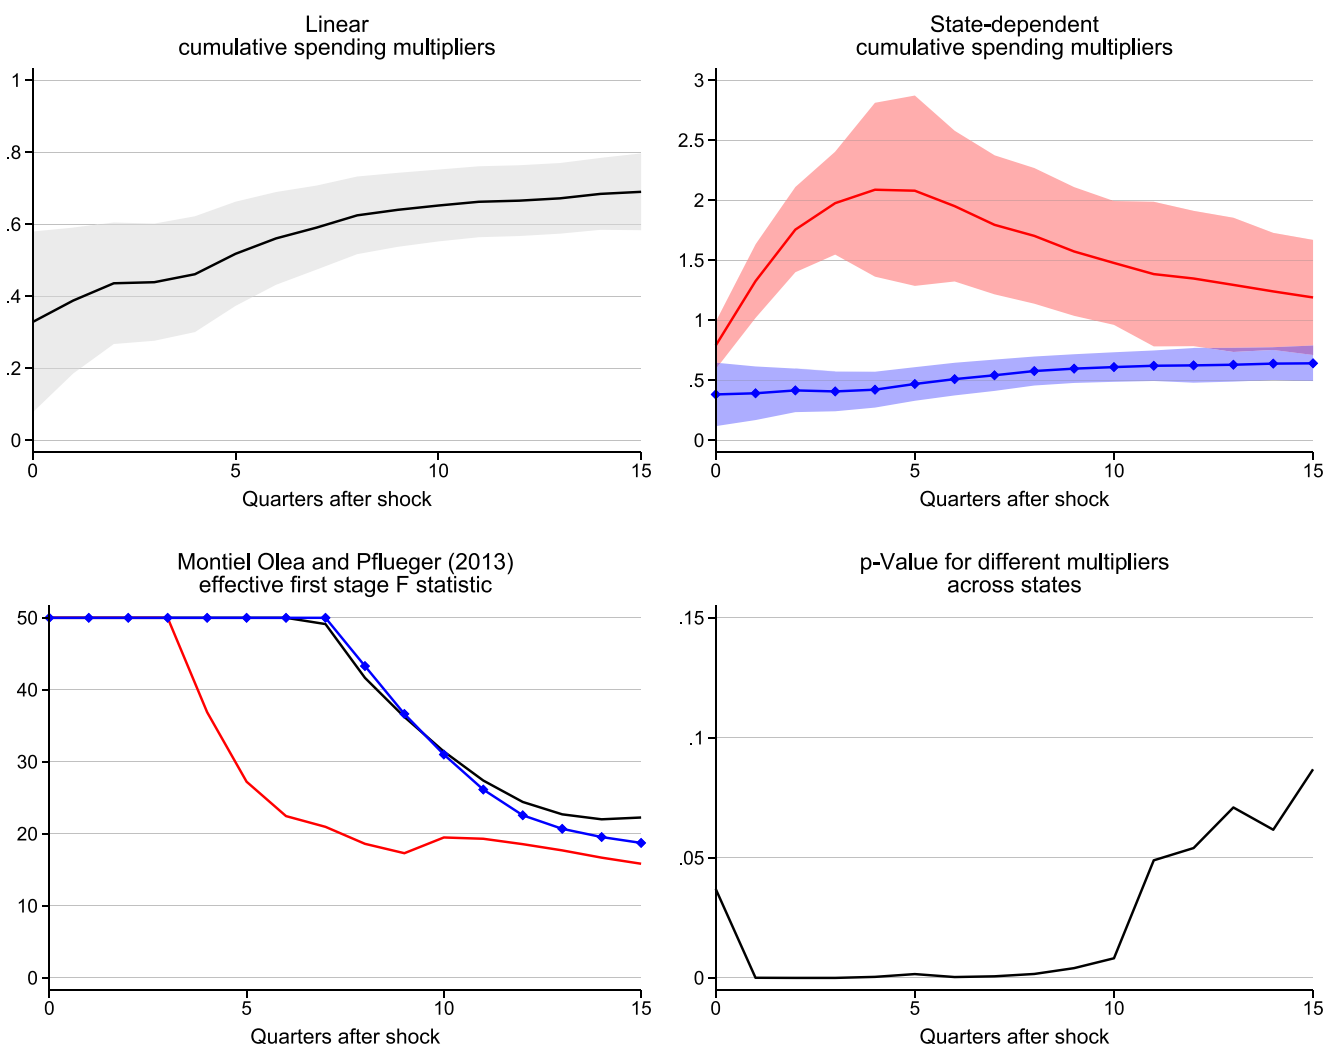 Linear
cumulative spending multipliers
1
.8
.6
.4
.2
0
0 5 10 15
Quarters after shock
State-dependent
cumulative spending multipliers
3
2.5
2
1.5
1
.5
0
0 5 10 15
Quarters after shock
Montiel Olea and Pflueger (2013)
effective first stage F statistic
50
40
30
20
10
0
0 5 10 15
Quarters after shock
p-Value for different multipliers
across states
.15
.1
.05
0
0 5 10 15
Quarters after shock